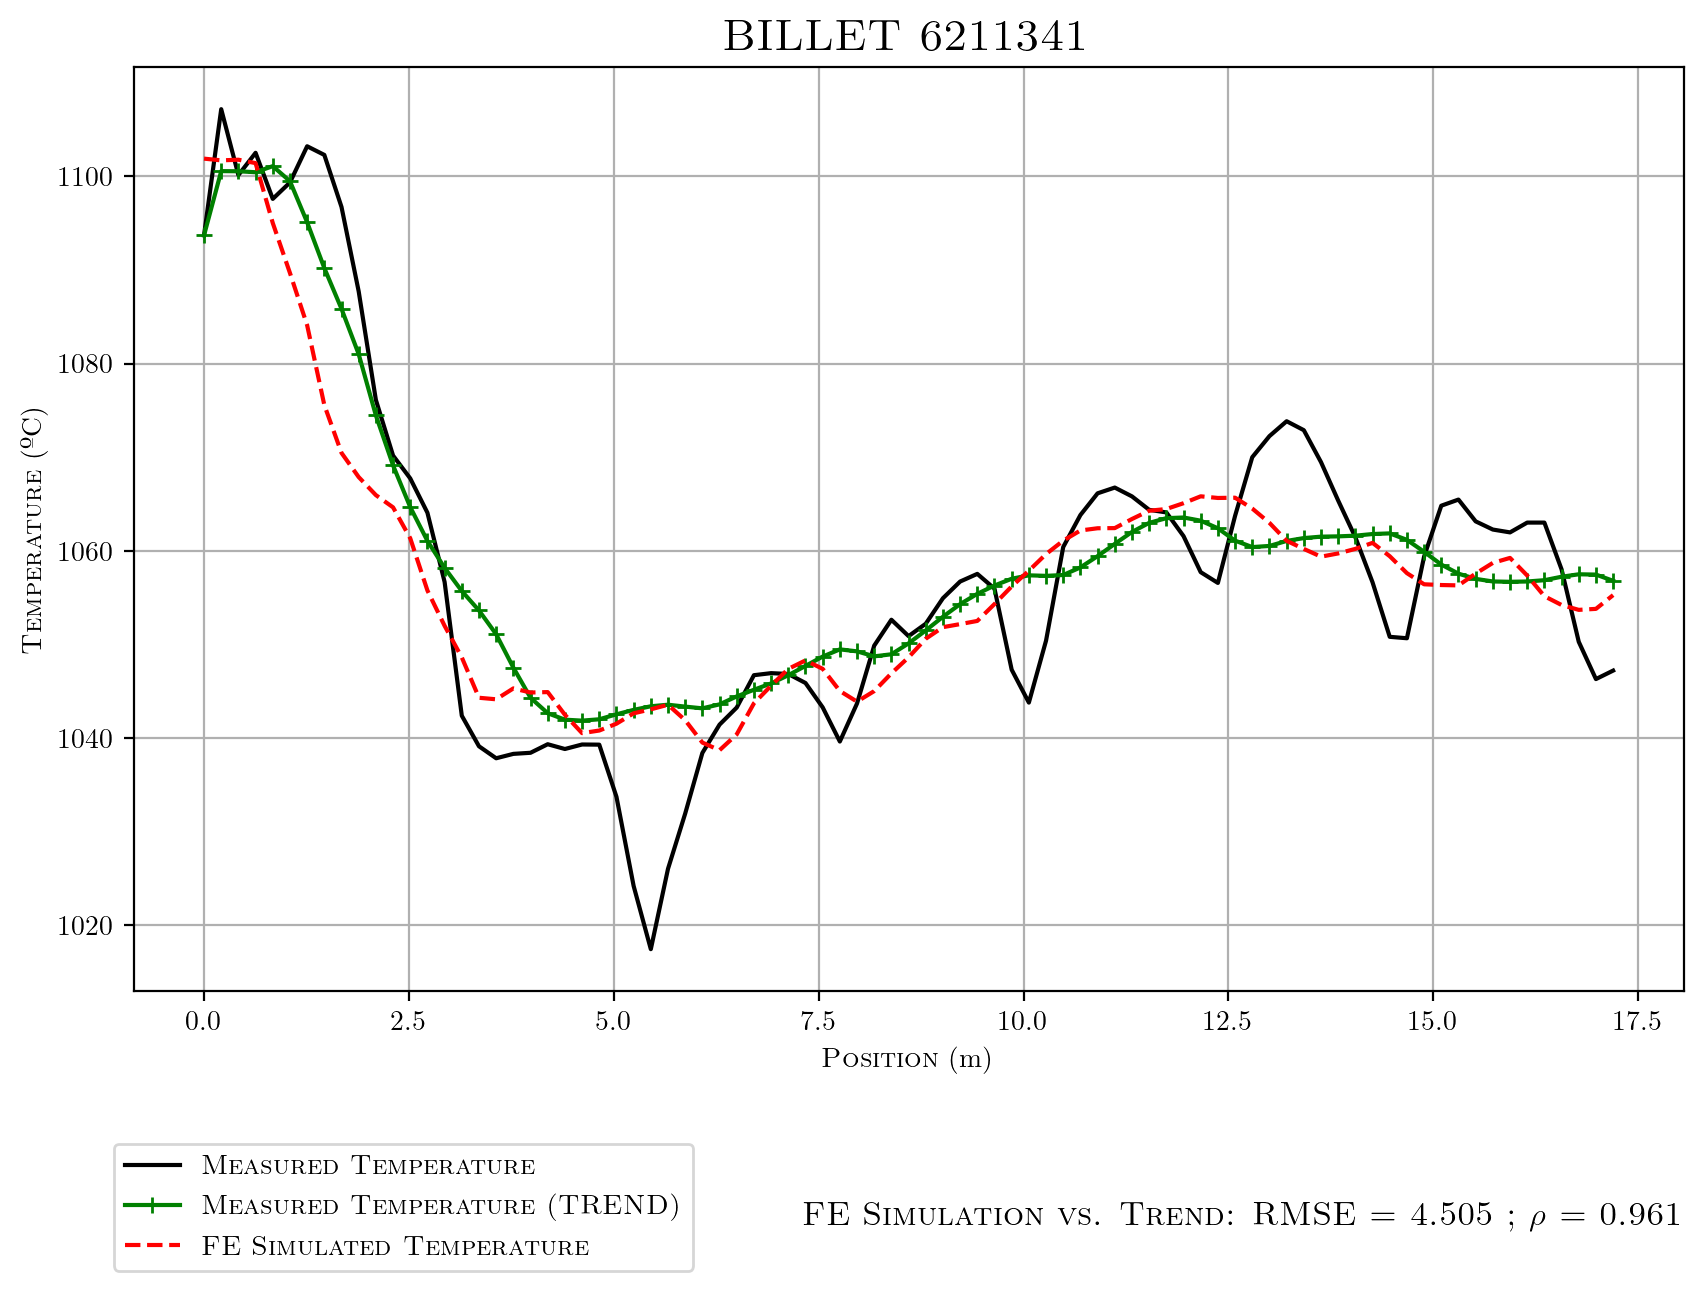 BILLET 6211341
1100
1080
1060
1040
1020
Temperature (ºC)
0.0 2.5 5.0 7.5 10.0 12.5 15.0 17.5
Position (m)
Measured Temperature
Measured Temperature (TREND)
FE Simulated Temperature
FE Simulation vs. Trend: RMSE = 4.505 ; ρ = 0.961